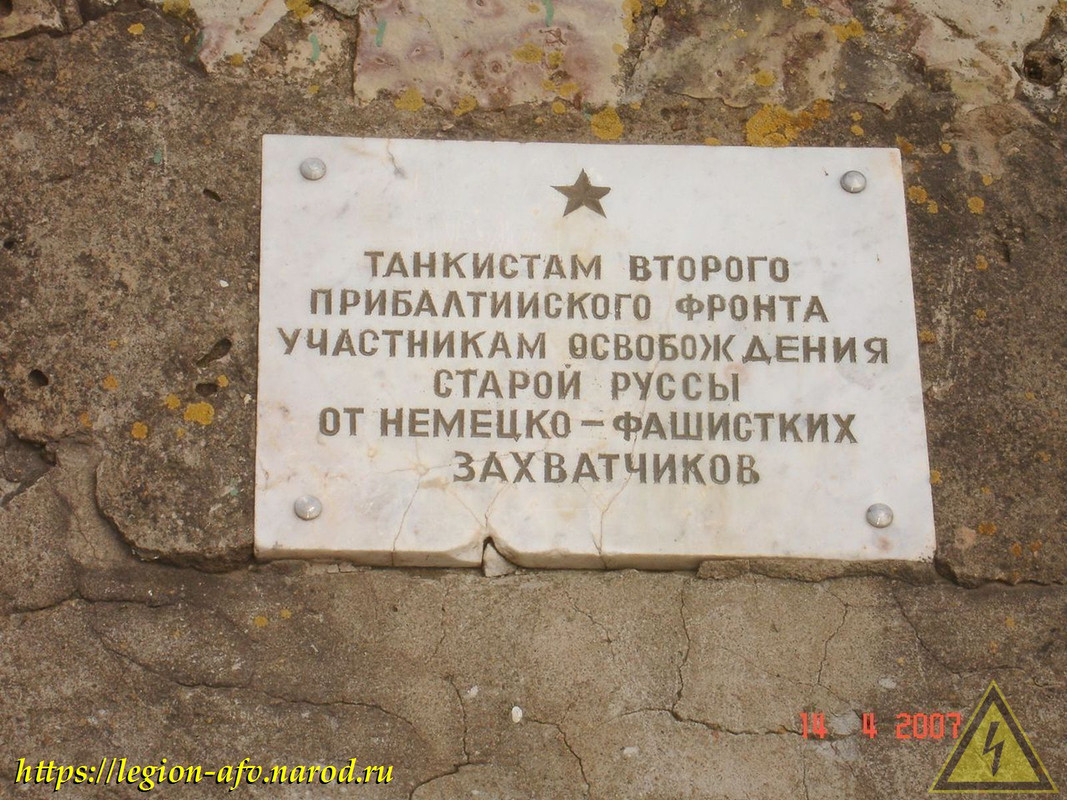 ТАНКИСТАМ ВТОРОГО
ПРИБАЛТИИСКОГО ФРОНТА
УЧАСТНИКАМ ОСВОБОЖДЕНИЯ
СТАРОЙ РУССЫ
ОТ НЕМЕЦКО – ФАШИСТКИХ
ЗАХВАТЧИКОВ
14 4 2007
https://legion-afv.narod.ru